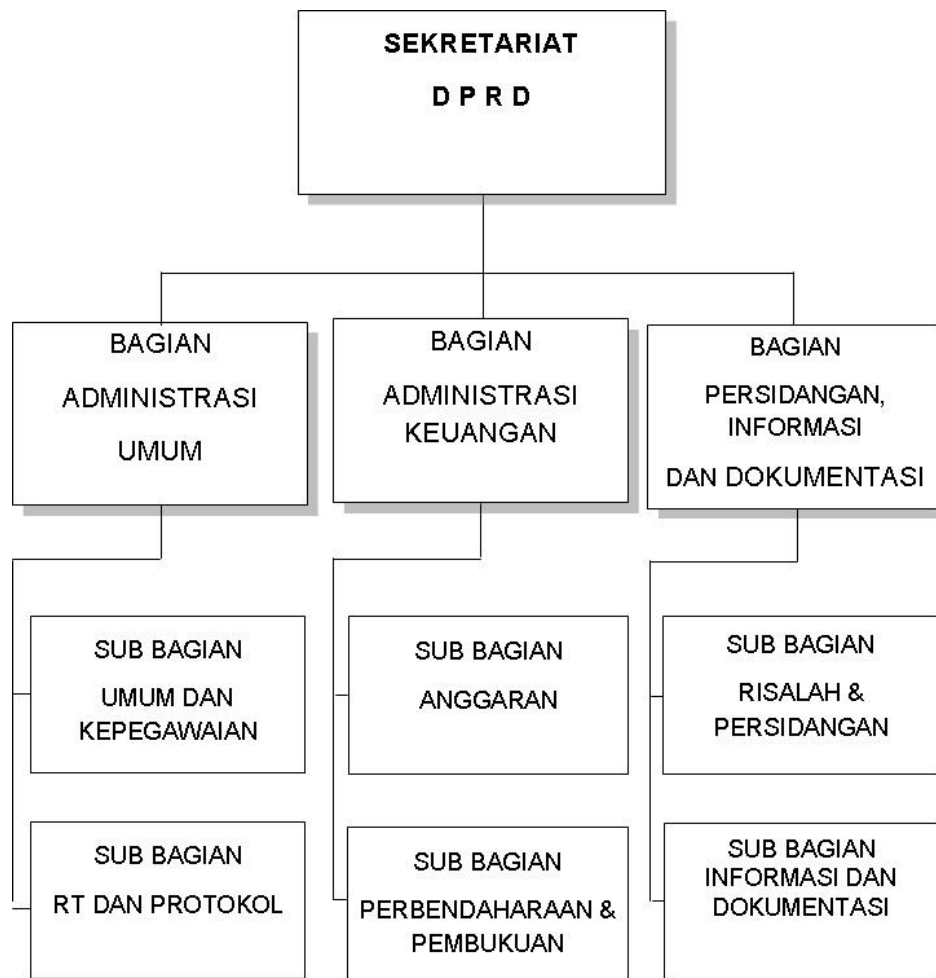 SEKRETARIAT
D P R D
BAGIAN
ADMINISTRASI
UMUM
BAGIAN
ADMINISTRASI
KEUANGAN
BAGIAN
PERSIDANGAN,
INFORMASI
DAN DOKUMENTASI
SUB BAGIAN
UMUM DAN
KEPEGAWAIAN
SUB BAGIAN
ANGGARAN
SUB BAGIAN
RISALAH &
PERSIDANGAN
SUB BAGIAN
RT DAN PROTOKOL
SUB BAGIAN
PERBENDAHARAAN &
PEMBUKUAN
SUB BAGIAN
INFORMASI DAN
DOKUMENTASI